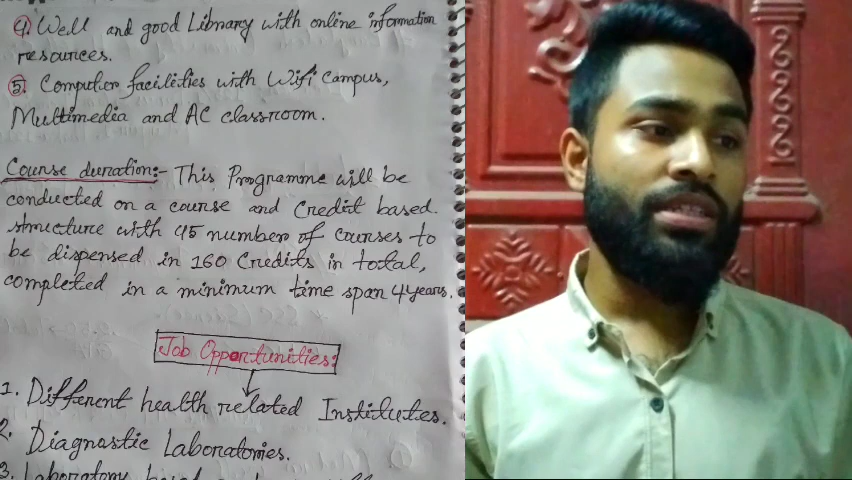 ④ Well and good Library with online information
resources.
⑤ Computer facilities with Wifi campus,
Multimedia and AC classroom.
Course duration:- This Programme will be
conducted on a course and Credit based
structure with 45 number of courses to
be dispensed in 160 Credits in total,
completed in a minimum time span 4 years.
Job Opportunities:
1. Different health related Institutes.
2. Diagnostic Laboratories.
3. Laboratory